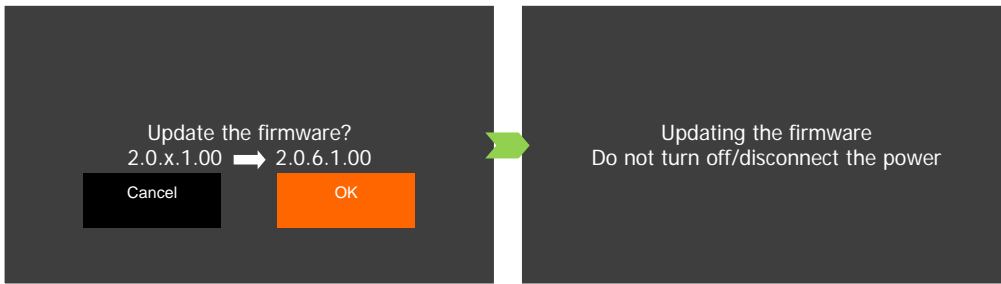 Update the firmware?
2.0.x.1.00 2.0.6.1.00
Cancel OK
Updating the firmware
Do not turn off/disconnect the power